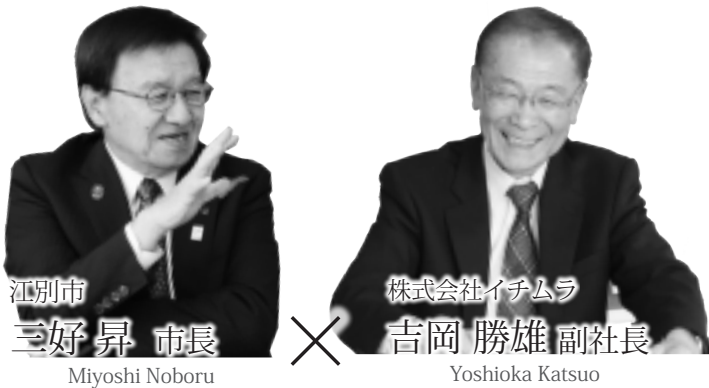 江別市
三好 昇 市長
Miyoshi Noboru
×
株式会社イチムラ
吉岡 勝雄 副社長
Yoshioka Katsuo